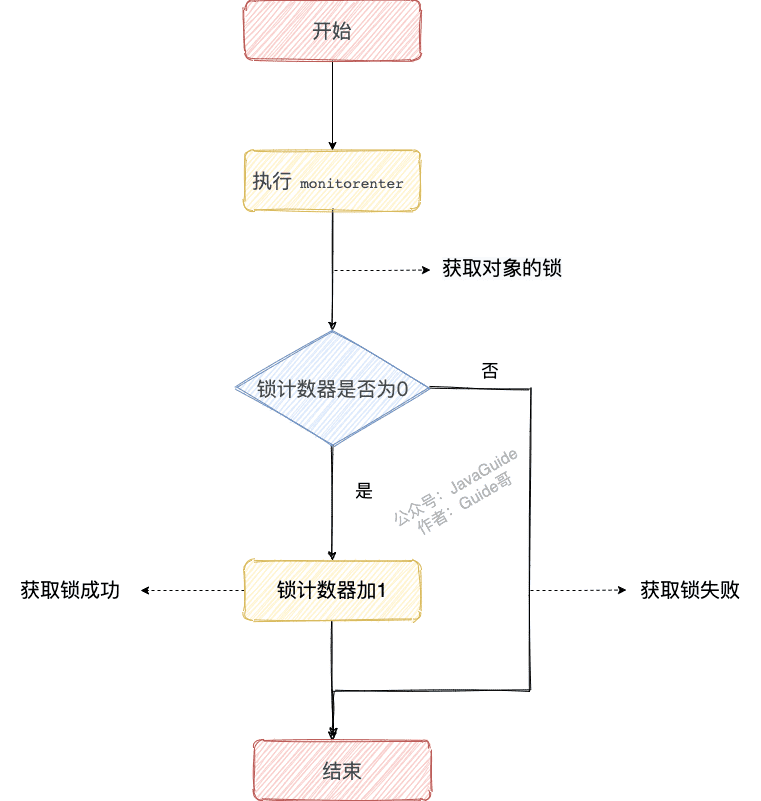 开始
执行 monitorenter
获取对象的锁
锁计数器是否为0
否
是
公众号：JavaGuide
作者：Guide哥
获取锁成功
锁计数器加1
获取锁失败
结束